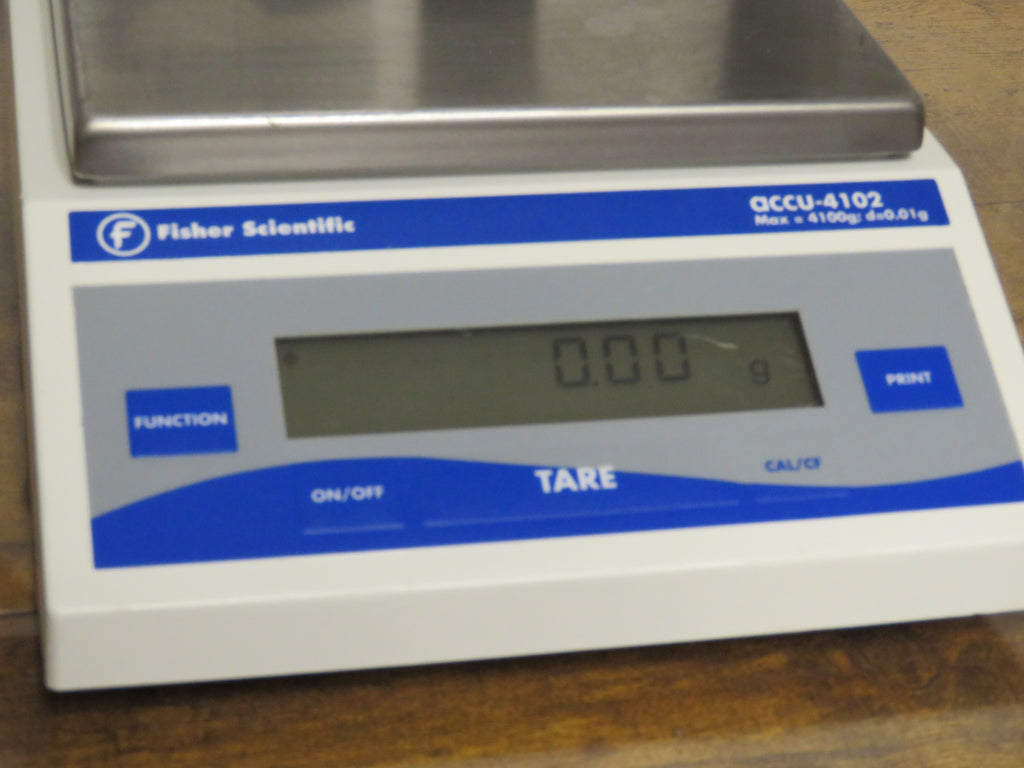 Fisher Scientific
accu-4102
Max = 4100g; d=0.01g
0.00 g
FUNCTION
PRINT
ON/OFF
TARE
CAL/CF